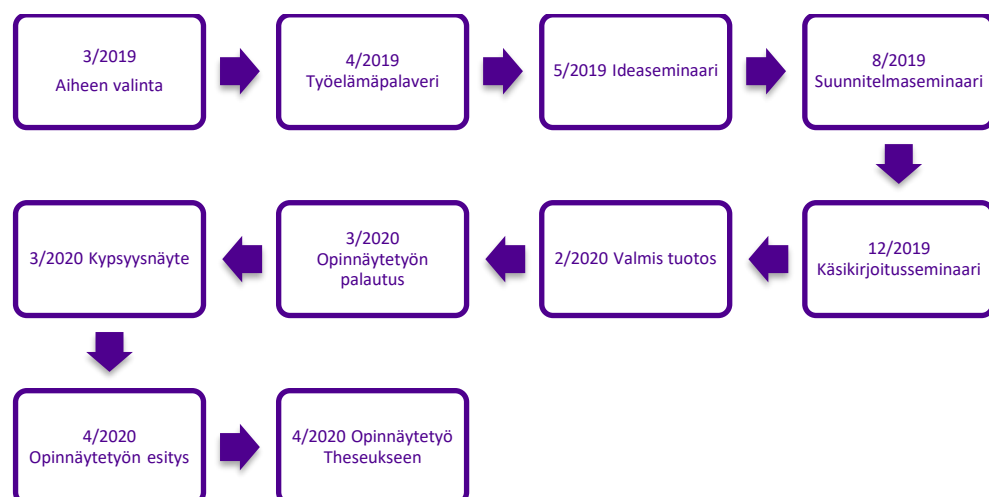 3/2019
Aiheen valinta
4/2019
Työelämäpalaveri
5/2019 Ideaseminaari
8/2019
Suunnitelmaseminaari
12/2019
Käsikirjoitusseminaari
2/2020 Valmis tuotos
3/2020
Opinnäytetyön
palautus
3/2020 Kypsyysnäyte
4/2020
Opinnäytetyön esitys
4/2020 Opinnäytetyö
Theseukseen